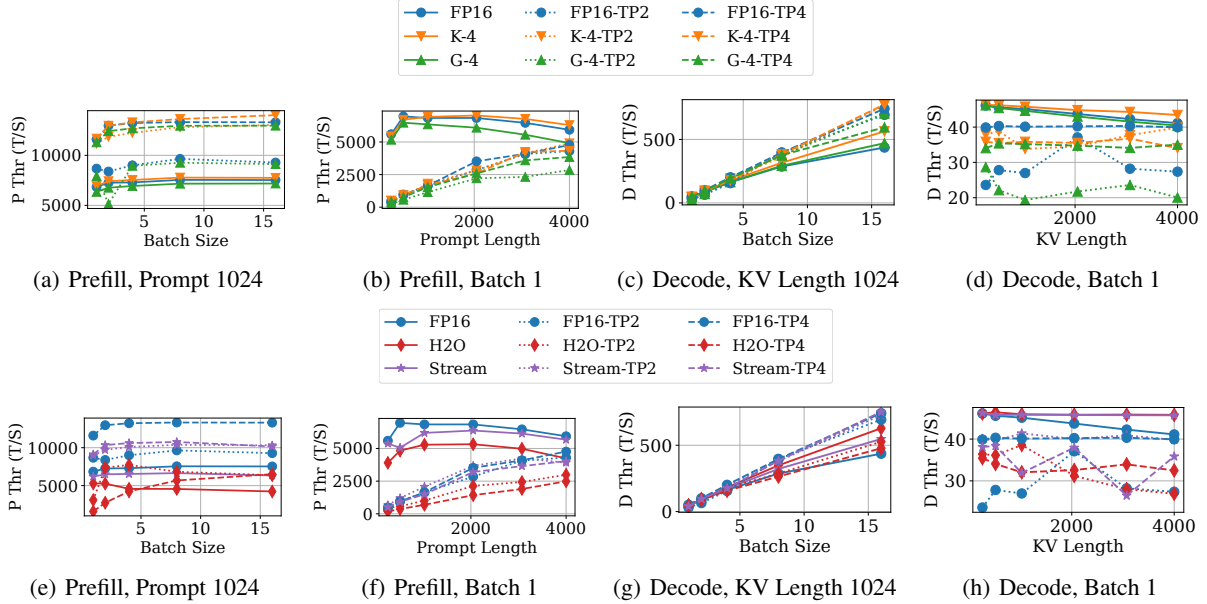 FP16 FP16-TP2 FP16-TP4
K-4 K-4-TP2 K-4-TP4
G-4 G-4-TP2 G-4-TP4
P Thr (T/S)
10000
5000
5 10 15
Batch Size
(a) Prefill, Prompt 1024
P Thr (T/S)
5000
2500
0
2000 4000
Prompt Length
(b) Prefill, Batch 1
D Thr (T/S)
500
0
5 10 15
Batch Size
(c) Decode, KV Length 1024
D Thr (T/S)
40
30
20
2000 4000
KV Length
(d) Decode, Batch 1
FP16 FP16-TP2 FP16-TP4
H2O H2O-TP2 H2O-TP4
Stream Stream-TP2 Stream-TP4
P Thr (T/S)
10000
5000
5 10 15
Batch Size
(e) Prefill, Prompt 1024
P Thr (T/S)
5000
2500
0
2000 4000
Prompt Length
(f) Prefill, Batch 1
D Thr (T/S)
500
0
5 10 15
Batch Size
(g) Decode, KV Length 1024
D Thr (T/S)
40
30
2000 4000
KV Length
(h) Decode, Batch 1